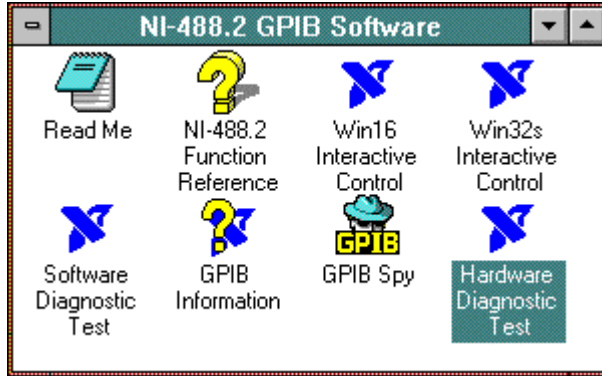 NI-488.2 GPIB Software
Read Me
NI-488.2
Function
Reference
Win16
Interactive
Control
Win32s
Interactive
Control
Software
Diagnostic
Test
GPIB
Information
GPIB
GPIB Spy
Hardware
Diagnostic
Test